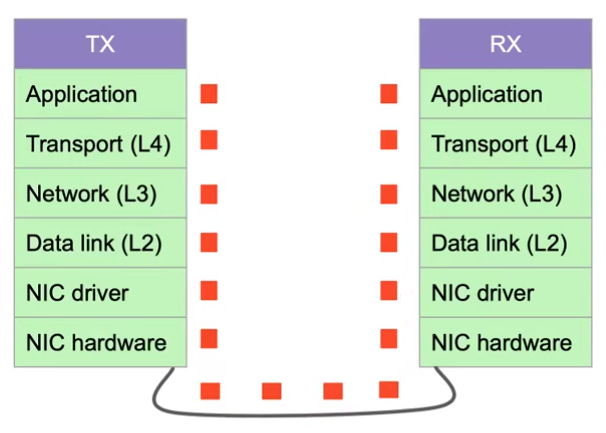 TX
Application
Transport (L4)
Network (L3)
Data link (L2)
NIC driver
NIC hardware
RX
Application
Transport (L4)
Network (L3)
Data link (L2)
NIC driver
NIC hardware